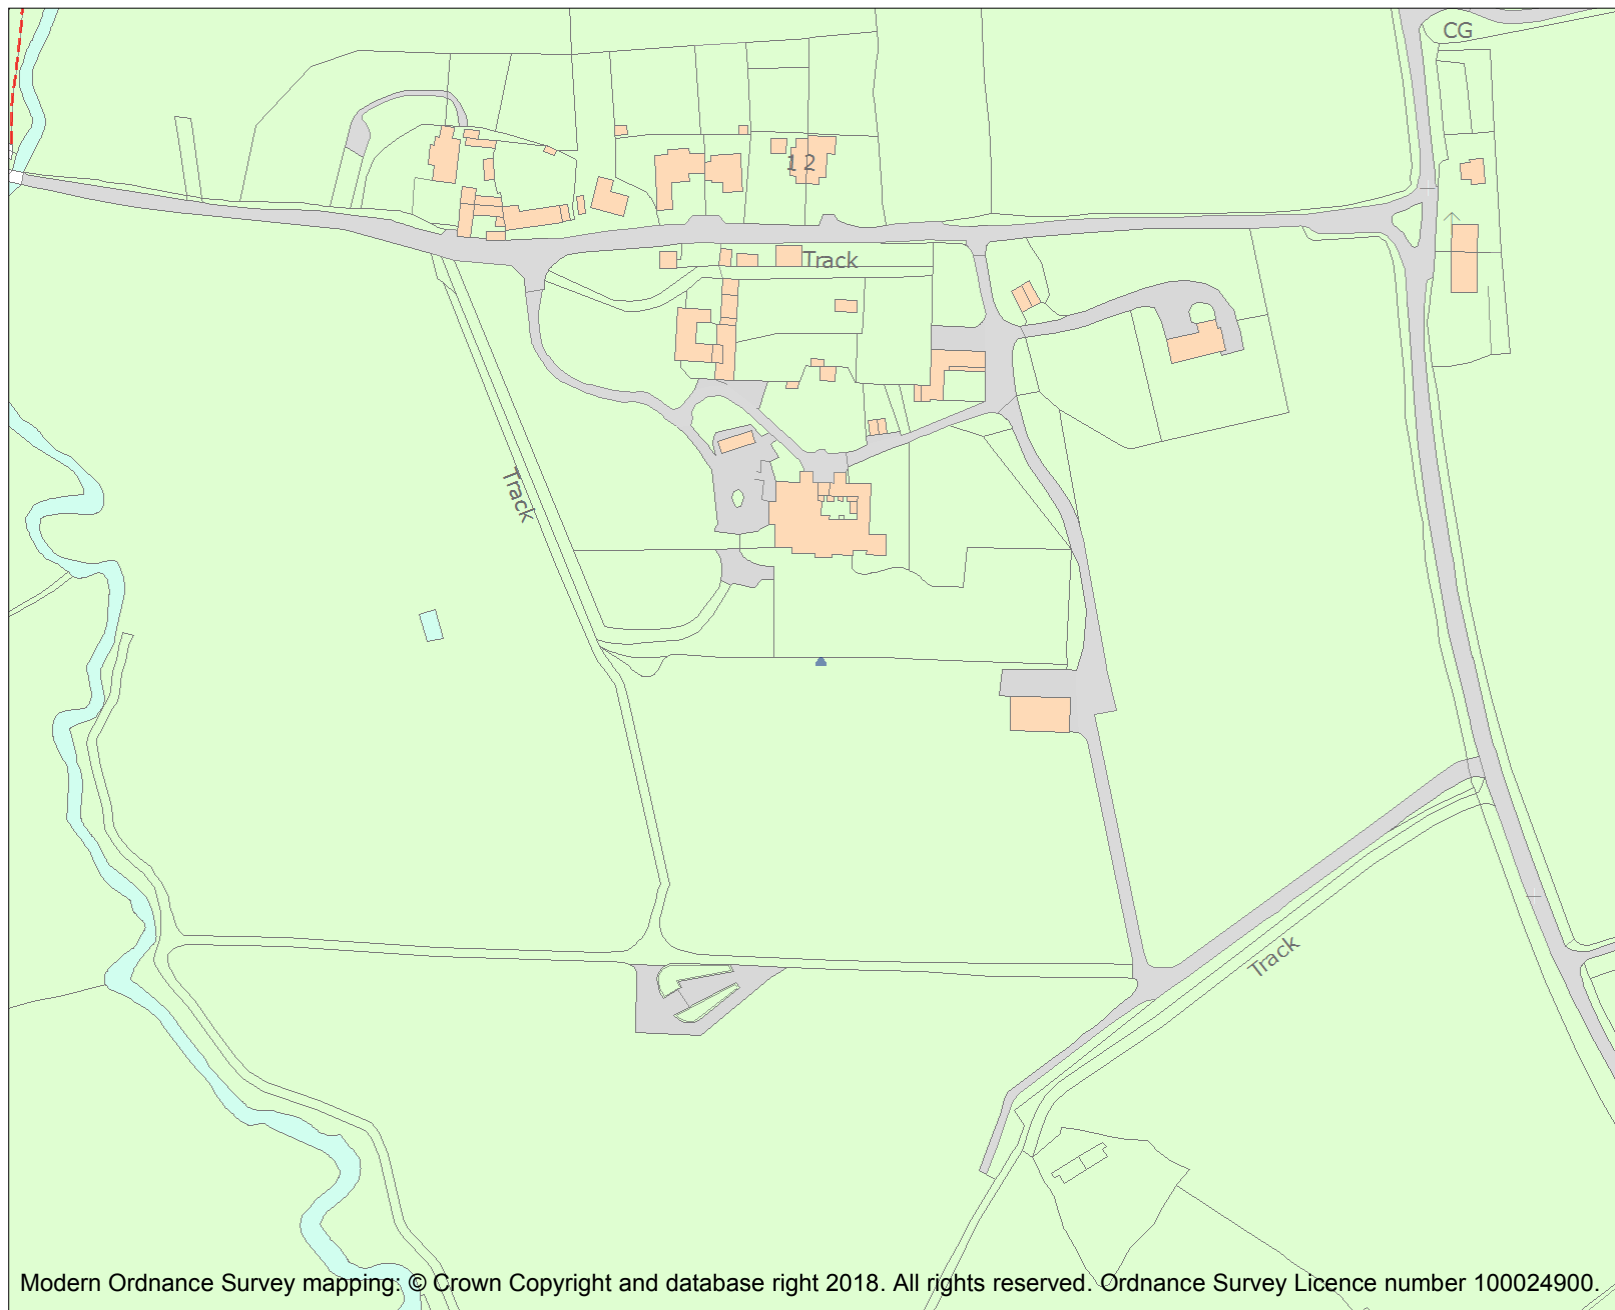 CG
1 2
Track
Track
Track
Modern Ordnance Survey mapping: © Crown Copyright and database right 2018. All rights reserved. Ordnance Survey Licence number 100024900.